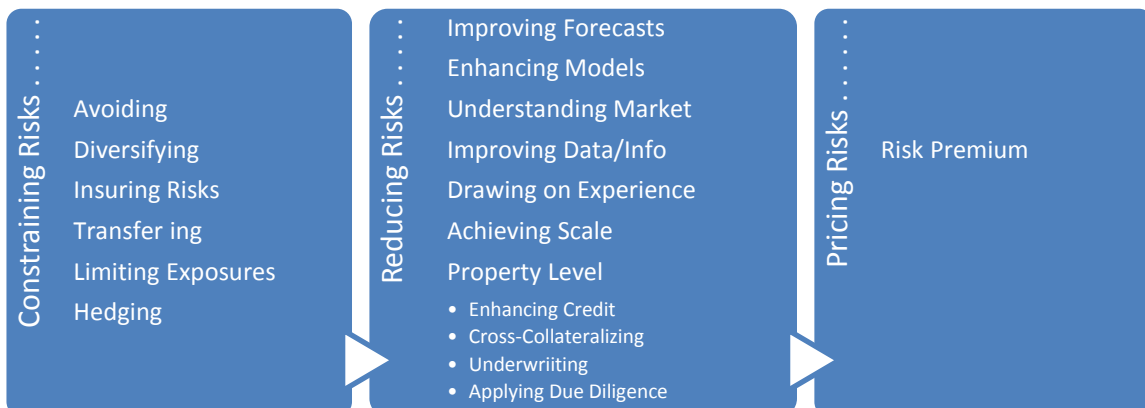 Constraining Risks . . . . . .
Avoiding
Diversifying
Insuring Risks
Transfer ing
Limiting Exposures
Hedging
Reducing Risks . . . . . .
Improving Forecasts
Enhancing Models
Understanding Market
Improving Data/Info
Drawing on Experience
Achieving Scale
Property Level
• Enhancing Credit
• Cross-Collateralizing
• Underwriiting
• Applying Due Diligence
Pricing Risks . . . . . . .
Risk Premium